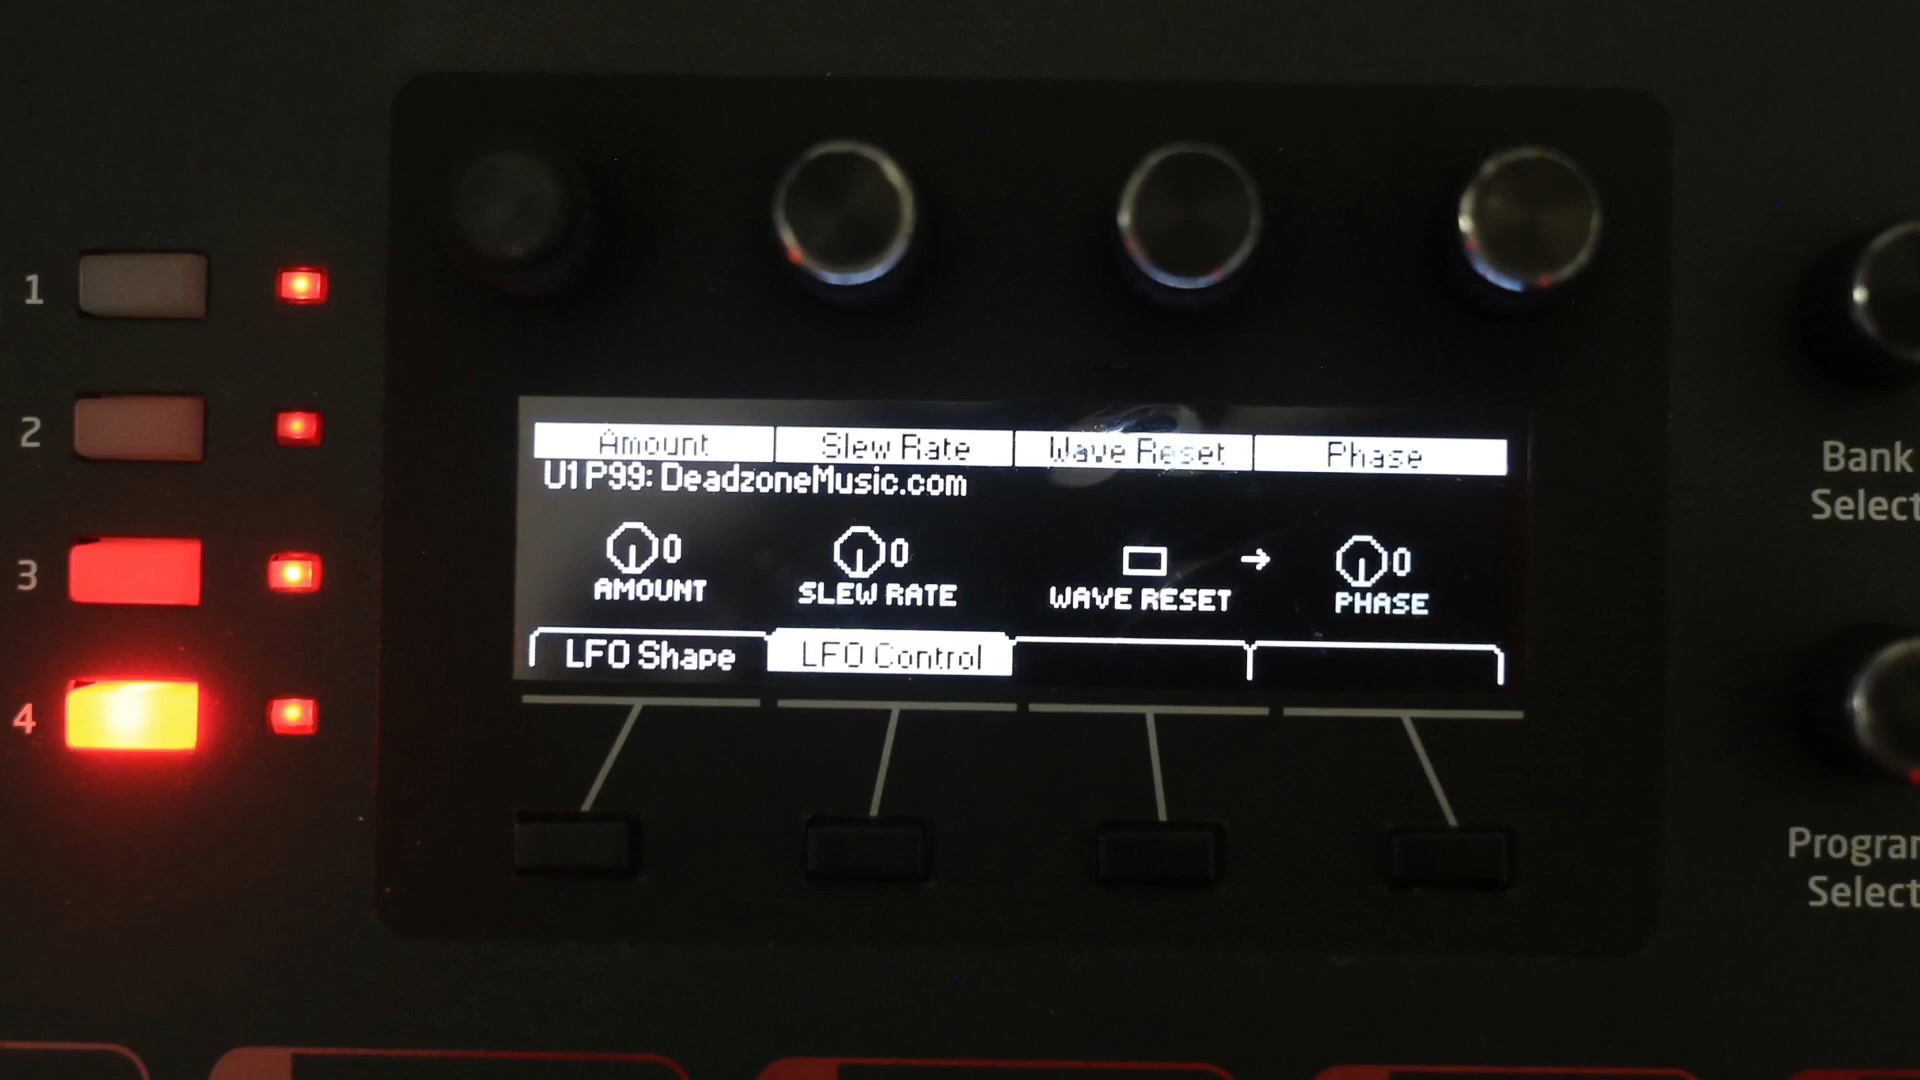 1
2
3
4
Amount Slew Rate Wave Reset Phase
U1 P99: DeadzoneMusic.com
0 0 → 0
AMOUNT SLEW RATE WAVE RESET PHASE
LFO Shape LFO Control
Bank
Select
Progra
Select